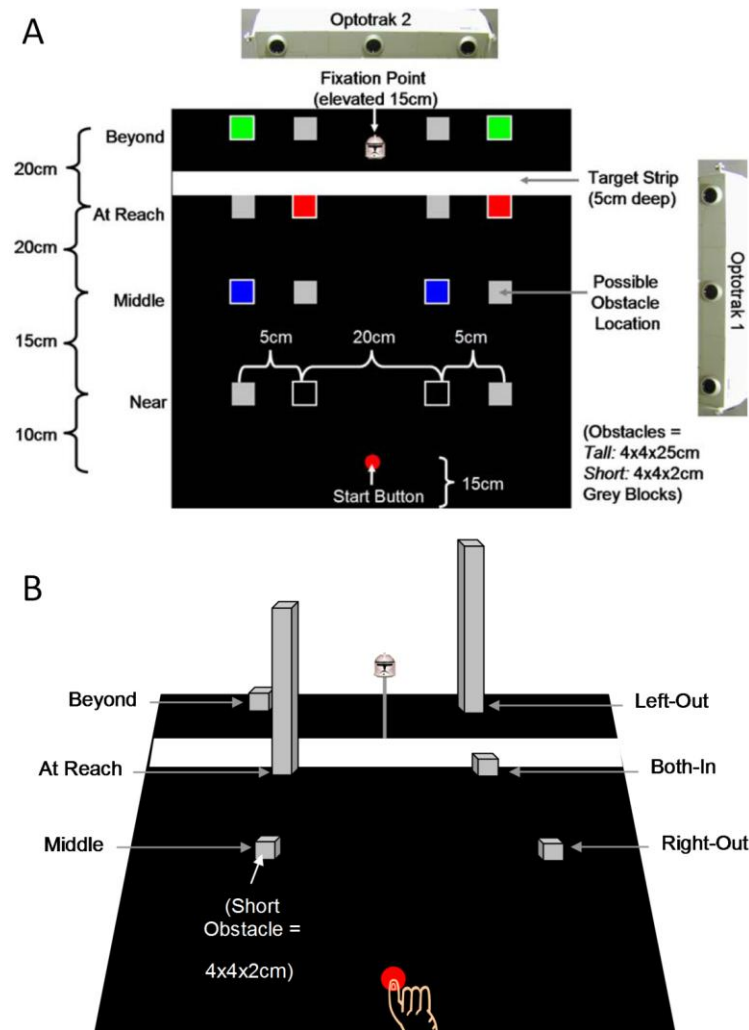 A
Optotrak 2
Fixation Point
(elevated 15cm)
Beyond
20cm
Target Strip
(5cm deep)
At Reach
20cm
Optotrak 1
Middle
Possible
Obstacle
Location
15cm
5cm
20cm
5cm
Near
10cm
(Obstacles =
Tall: 4x4x25cm
Short: 4x4x2cm
Grey Blocks)
Start Button
15cm
B
Beyond
Left-Out
At Reach
Both-In
Middle
Right-Out
(Short
Obstacle =
4x4x2cm)